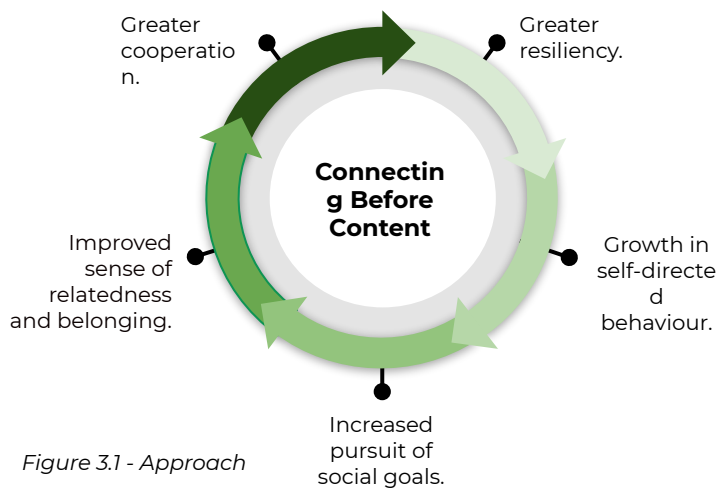 Greater
cooperatio
n.
Greater
resiliency.
Connectin
g Before
Content
Improved
sense of
relatedness
and belonging.
Growth in
self-directe
d
behaviour.
Increased
pursuit of
social goals.
Figure 3.1 - Approach